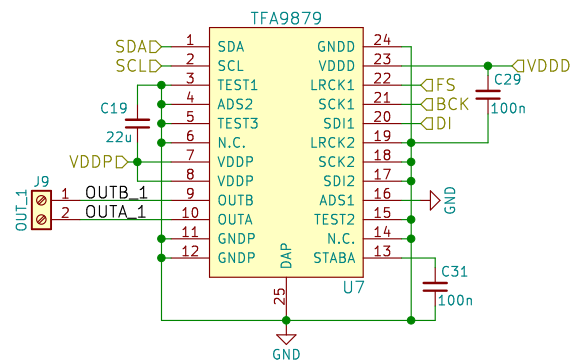 TFA9879
SDA 1 SDA GNDD 24
SCL 2 SCL VDDD 23 VDDD
3 TEST1 LRCK1 22 FS
C29
C19 4 ADS2 SCK1 21 BCK 100n
22u 5 TEST3 SDI1 20 DI
6 N.C. LRCK2 19
VDDP 7 VDDP SCK2 18
8 VDDP SDI2 17
J9 OUT_1
1 OUTB_1 9 OUTB ADS1 16 GND
2 OUTA_1 10 OUTA TEST2 15
11 GNDP N.C. 14
12 GNDP STABA 13
DAP
25
U7
C31
100n
GND